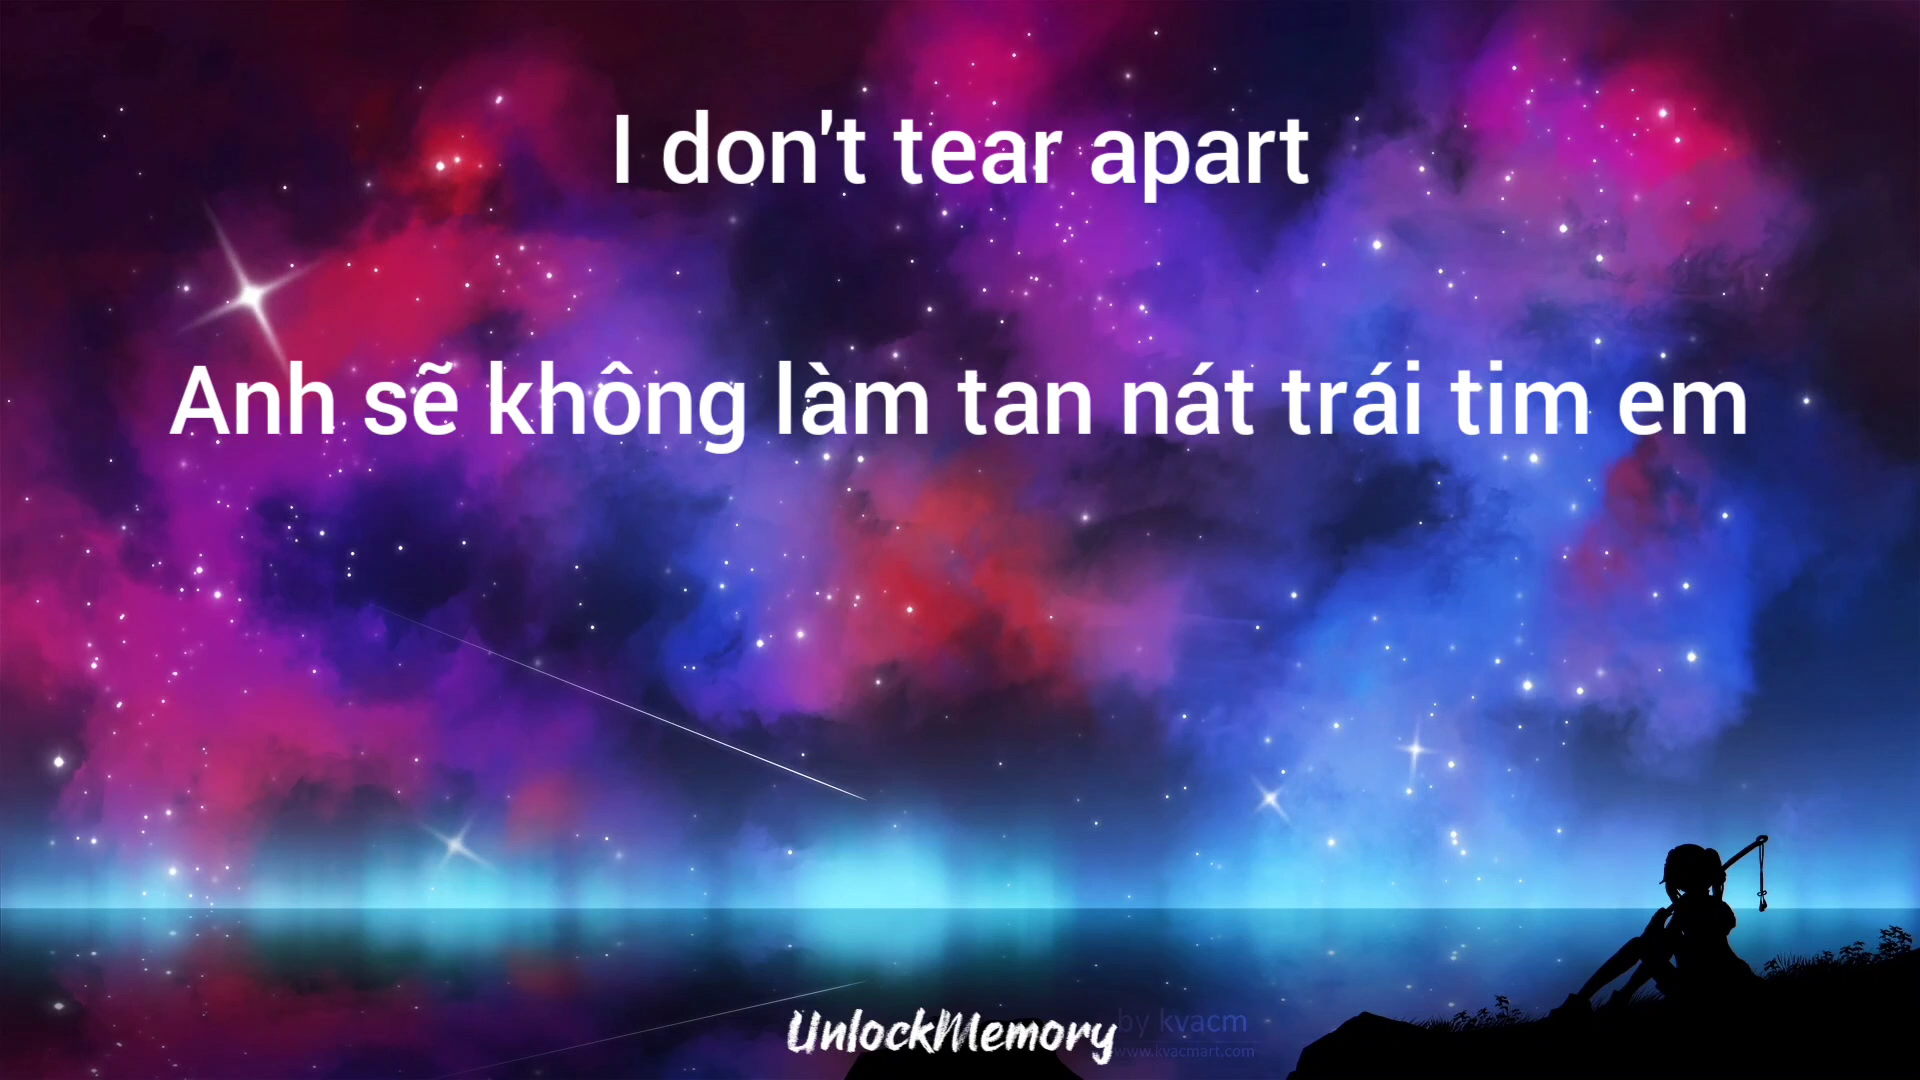 I don't tear apart
Anh sẽ không làm tan nát trái tim em
UnlockMemory
by kvacm
www.kvacmart.com